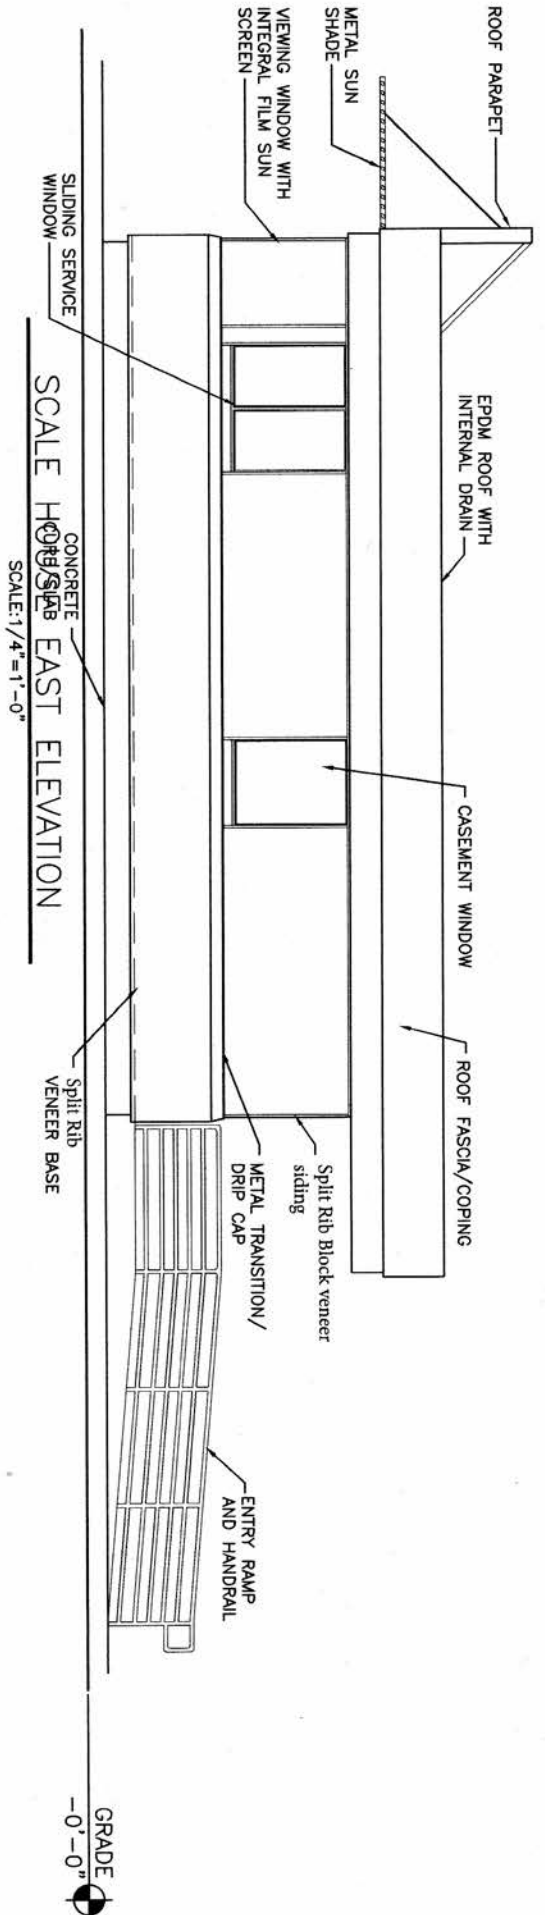 ROOF PARAPET
METAL SUN
SHADE
VIEWING WINDOW WITH
INTEGRAL FILM SUN
SCREEN
SLIDING SERVICE
WINDOW
EPDM ROOF WITH
INTERNAL DRAIN
CASEMENT WINDOW
ROOF FASCIA/COPING
Split Rib Block veneer
siding
METAL TRANSITION/
DRIP CAP
ENTRY RAMP
AND HANDRAIL
Split Rib
VENEER BASE
CONCRETE
CURB/SLAB
SCALE HOUSE EAST ELEVATION
SCALE:1/4"=1'-0"
GRADE
-0'-0"